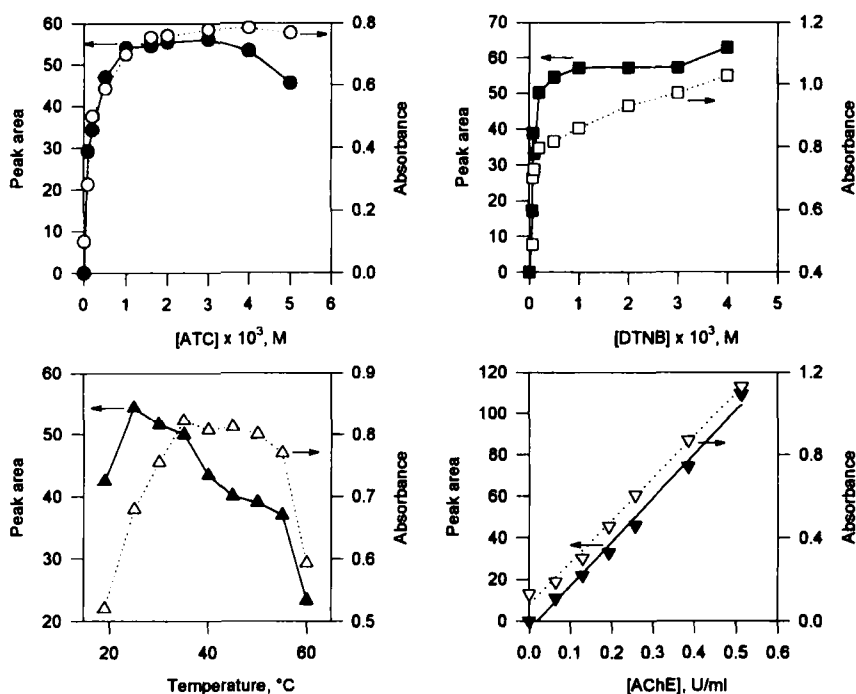 60
50
40
30
20
10
0
Peak area
0.8
0.6
0.4
0.2
0.0
Absorbance
0 1 2 3 4 5 6
[ATC] x 10³, M
70
60
50
40
30
20
10
0
Peak area
1.2
1.0
0.8
0.6
0.4
Absorbance
0 1 2 3 4 5
[DTNB] x 10³, M
60
50
40
30
20
Peak area
0.9
0.8
0.7
0.6
0.5
Absorbance
20 40 60
Temperature, °C
120
100
80
60
40
20
0
Peak area
1.2
0.8
0.4
0.0
Absorbance
0.0 0.1 0.2 0.3 0.4 0.5 0.6
[AChE], U/ml